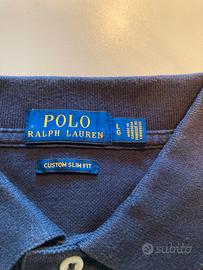 POLO
RALPH LAUREN
L
G
CUSTOM SLIM FIT
subito